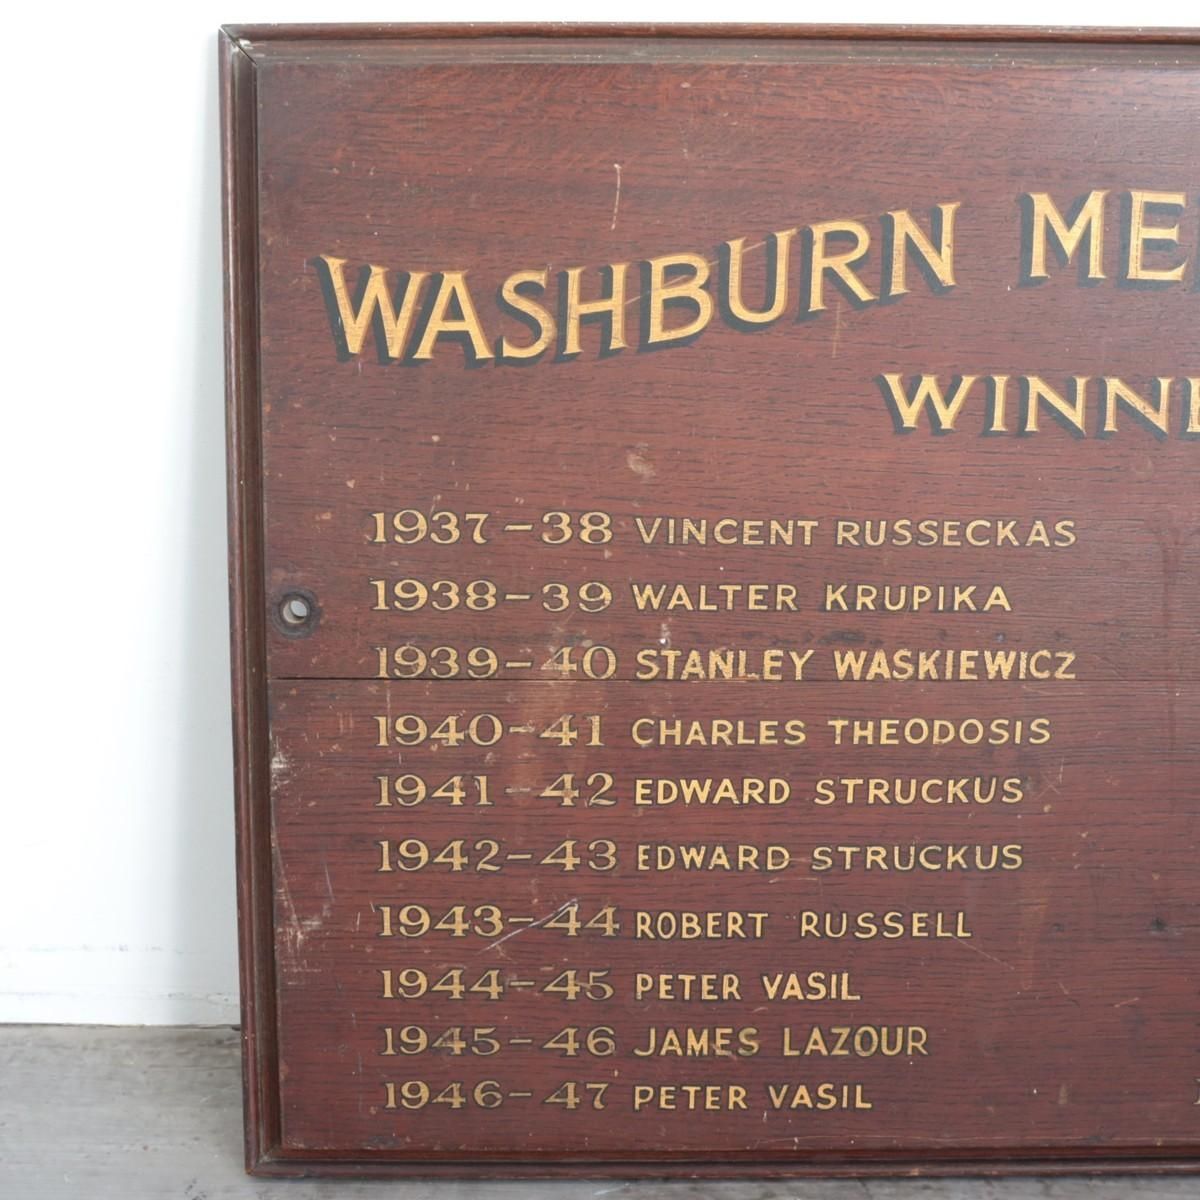 WASHBURN ME
WINN
1937-38 VINCENT RUSSECKAS
1938-39 WALTER KRUPIKA
1939-40 STANLEY WASKIEWICZ
1940-41 CHARLES THEODOSIS
1941-42 EDWARD STRUCKUS
1942-43 EDWARD STRUCKUS
1943-44 ROBERT RUSSELL
1944-45 PETER VASIL
1945-46 JAMES LAZOUR
1946-47 PETER VASIL